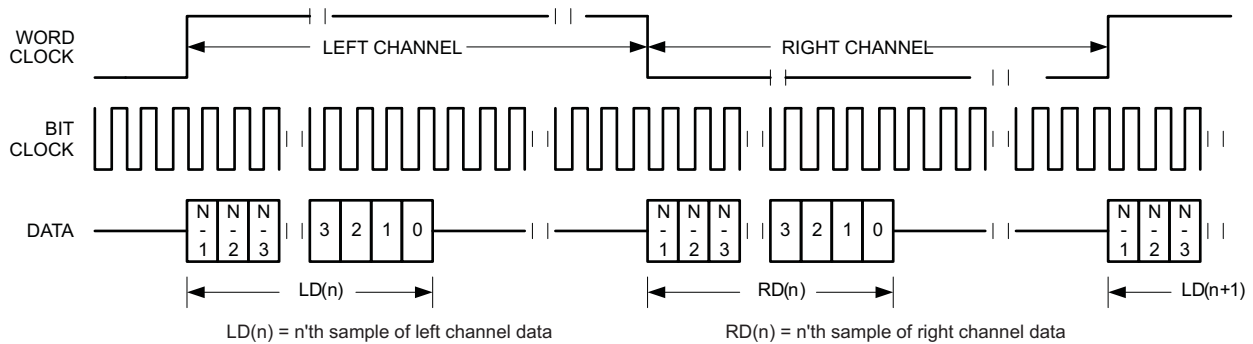 WORD
CLOCK
LEFT CHANNEL
RIGHT CHANNEL
BIT
CLOCK
DATA
N-1 N-2 N-3 3 2 1 0 N-1 N-2 N-3 3 2 1 0 N-1 N-2 N-3
LD(n) RD(n) LD(n+1)
LD(n) = n'th sample of left channel data
RD(n) = n'th sample of right channel data